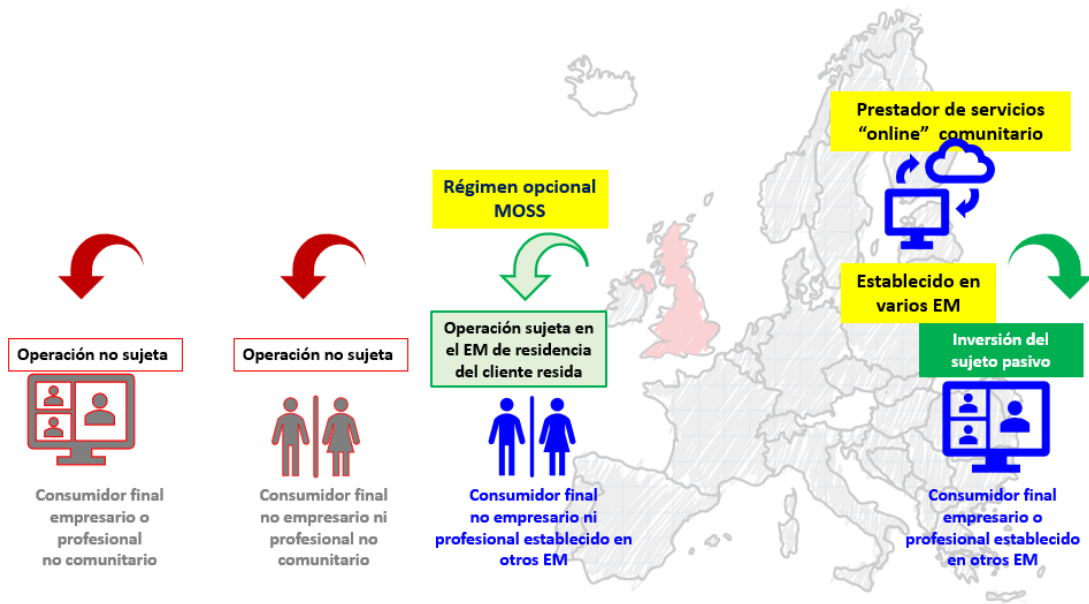 Prestador de servicios
“online” comunitario
Régimen opcional
MOSS
Establecido en
varios EM
Operación no sujeta
Operación no sujeta
Operación sujeta en
el EM de residencia
del cliente resida
Inversión del
sujeto pasivo
Consumidor final
empresario o
profesional
no comunitario
Consumidor final
no empresario ni
profesional no
comunitario
Consumidor final
no empresario ni
profesional establecido en
otros EM
Consumidor final
empresario o
profesional establecido
en otros EM